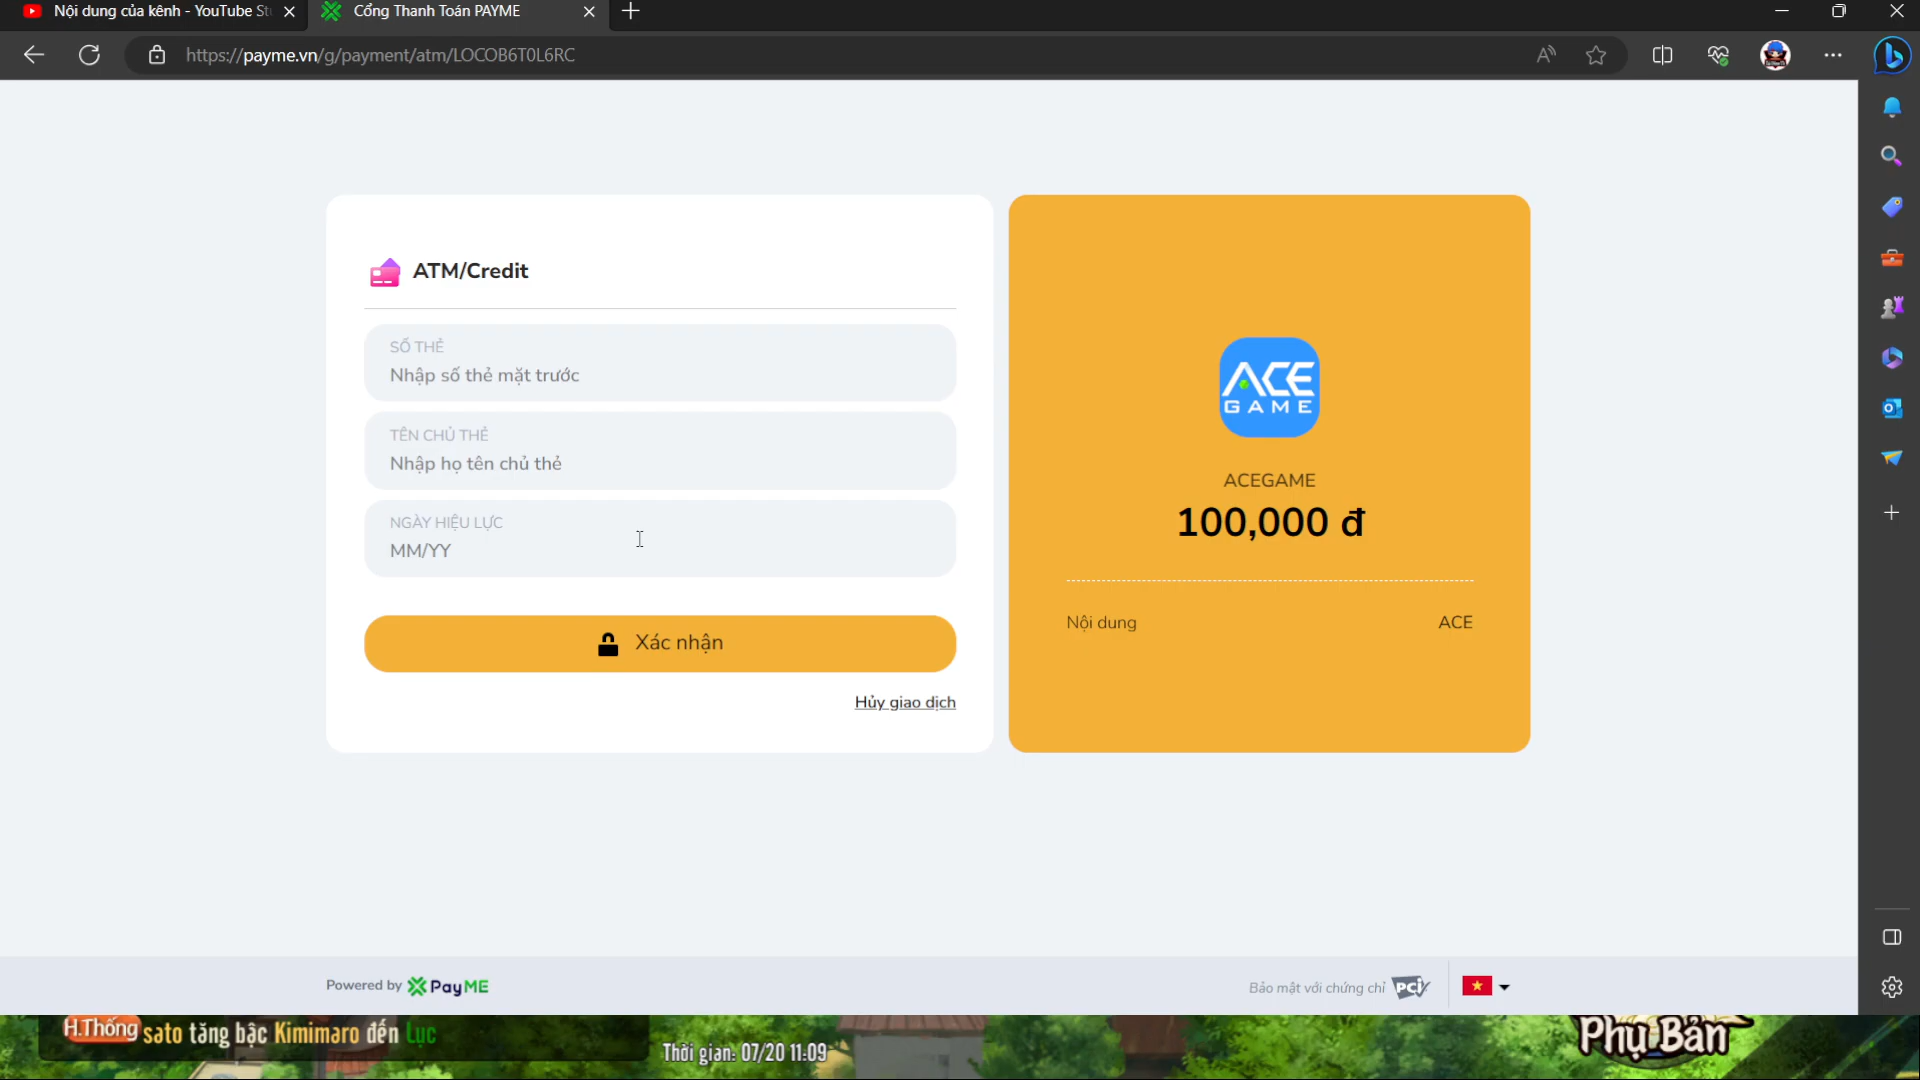 Nội dung của kênh - YouTube St
Cổng Thanh Toán PAYME
https://payme.vn/g/payment/atm/LOCOB6T0L6RC
ATM/Credit
SỐ THẺ
Nhập số thẻ mặt trước
TÊN CHỦ THẺ
Nhập họ tên chủ thẻ
NGÀY HIỆU LỰC
MM/YY
Xác nhận
Hủy giao dịch
ACE
GAME
ACEGAME
100,000 đ
Nội dung ACE
Powered by PayME
Bảo mật với chứng chỉ PCI
H.Thống sato tăng bậc Kimimaro đến Lục
Thời gian: 07/20 11:09
Phụ Bản